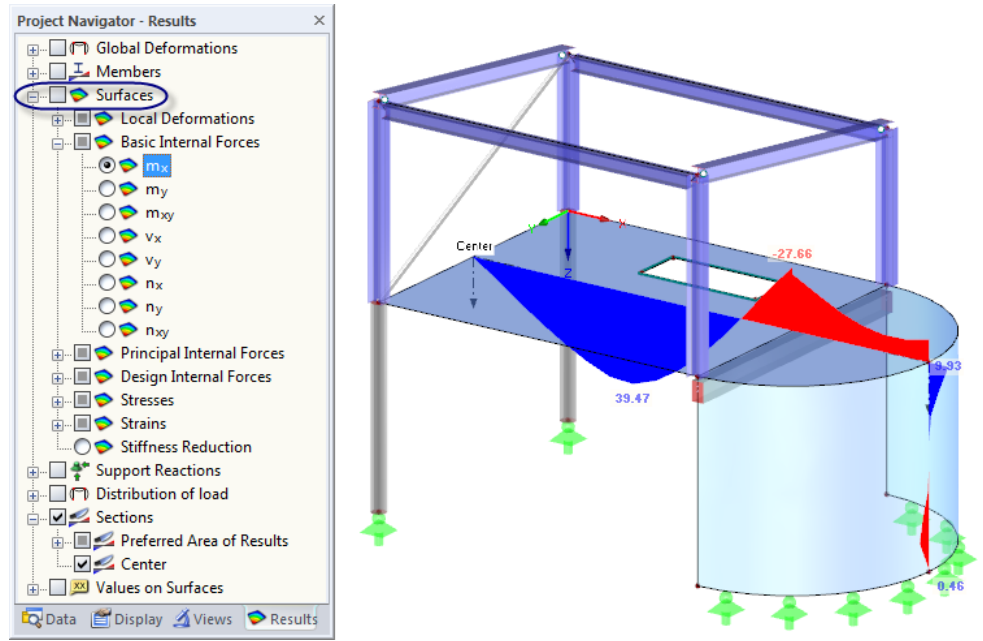 Project Navigator - Results
Global Deformations
Members
Surfaces
Local Deformations
Basic Internal Forces
mx
my
mxy
vx
vy
nx
ny
nxy
Principal Internal Forces
Design Internal Forces
Stresses
Strains
Stiffness Reduction
Support Reactions
Distribution of load
Sections
Preferred Area of Results
Center
xx Values on Surfaces
Data Display Views Results
Center
Y
X
Z
-27.66
39.47
9.93
0.46